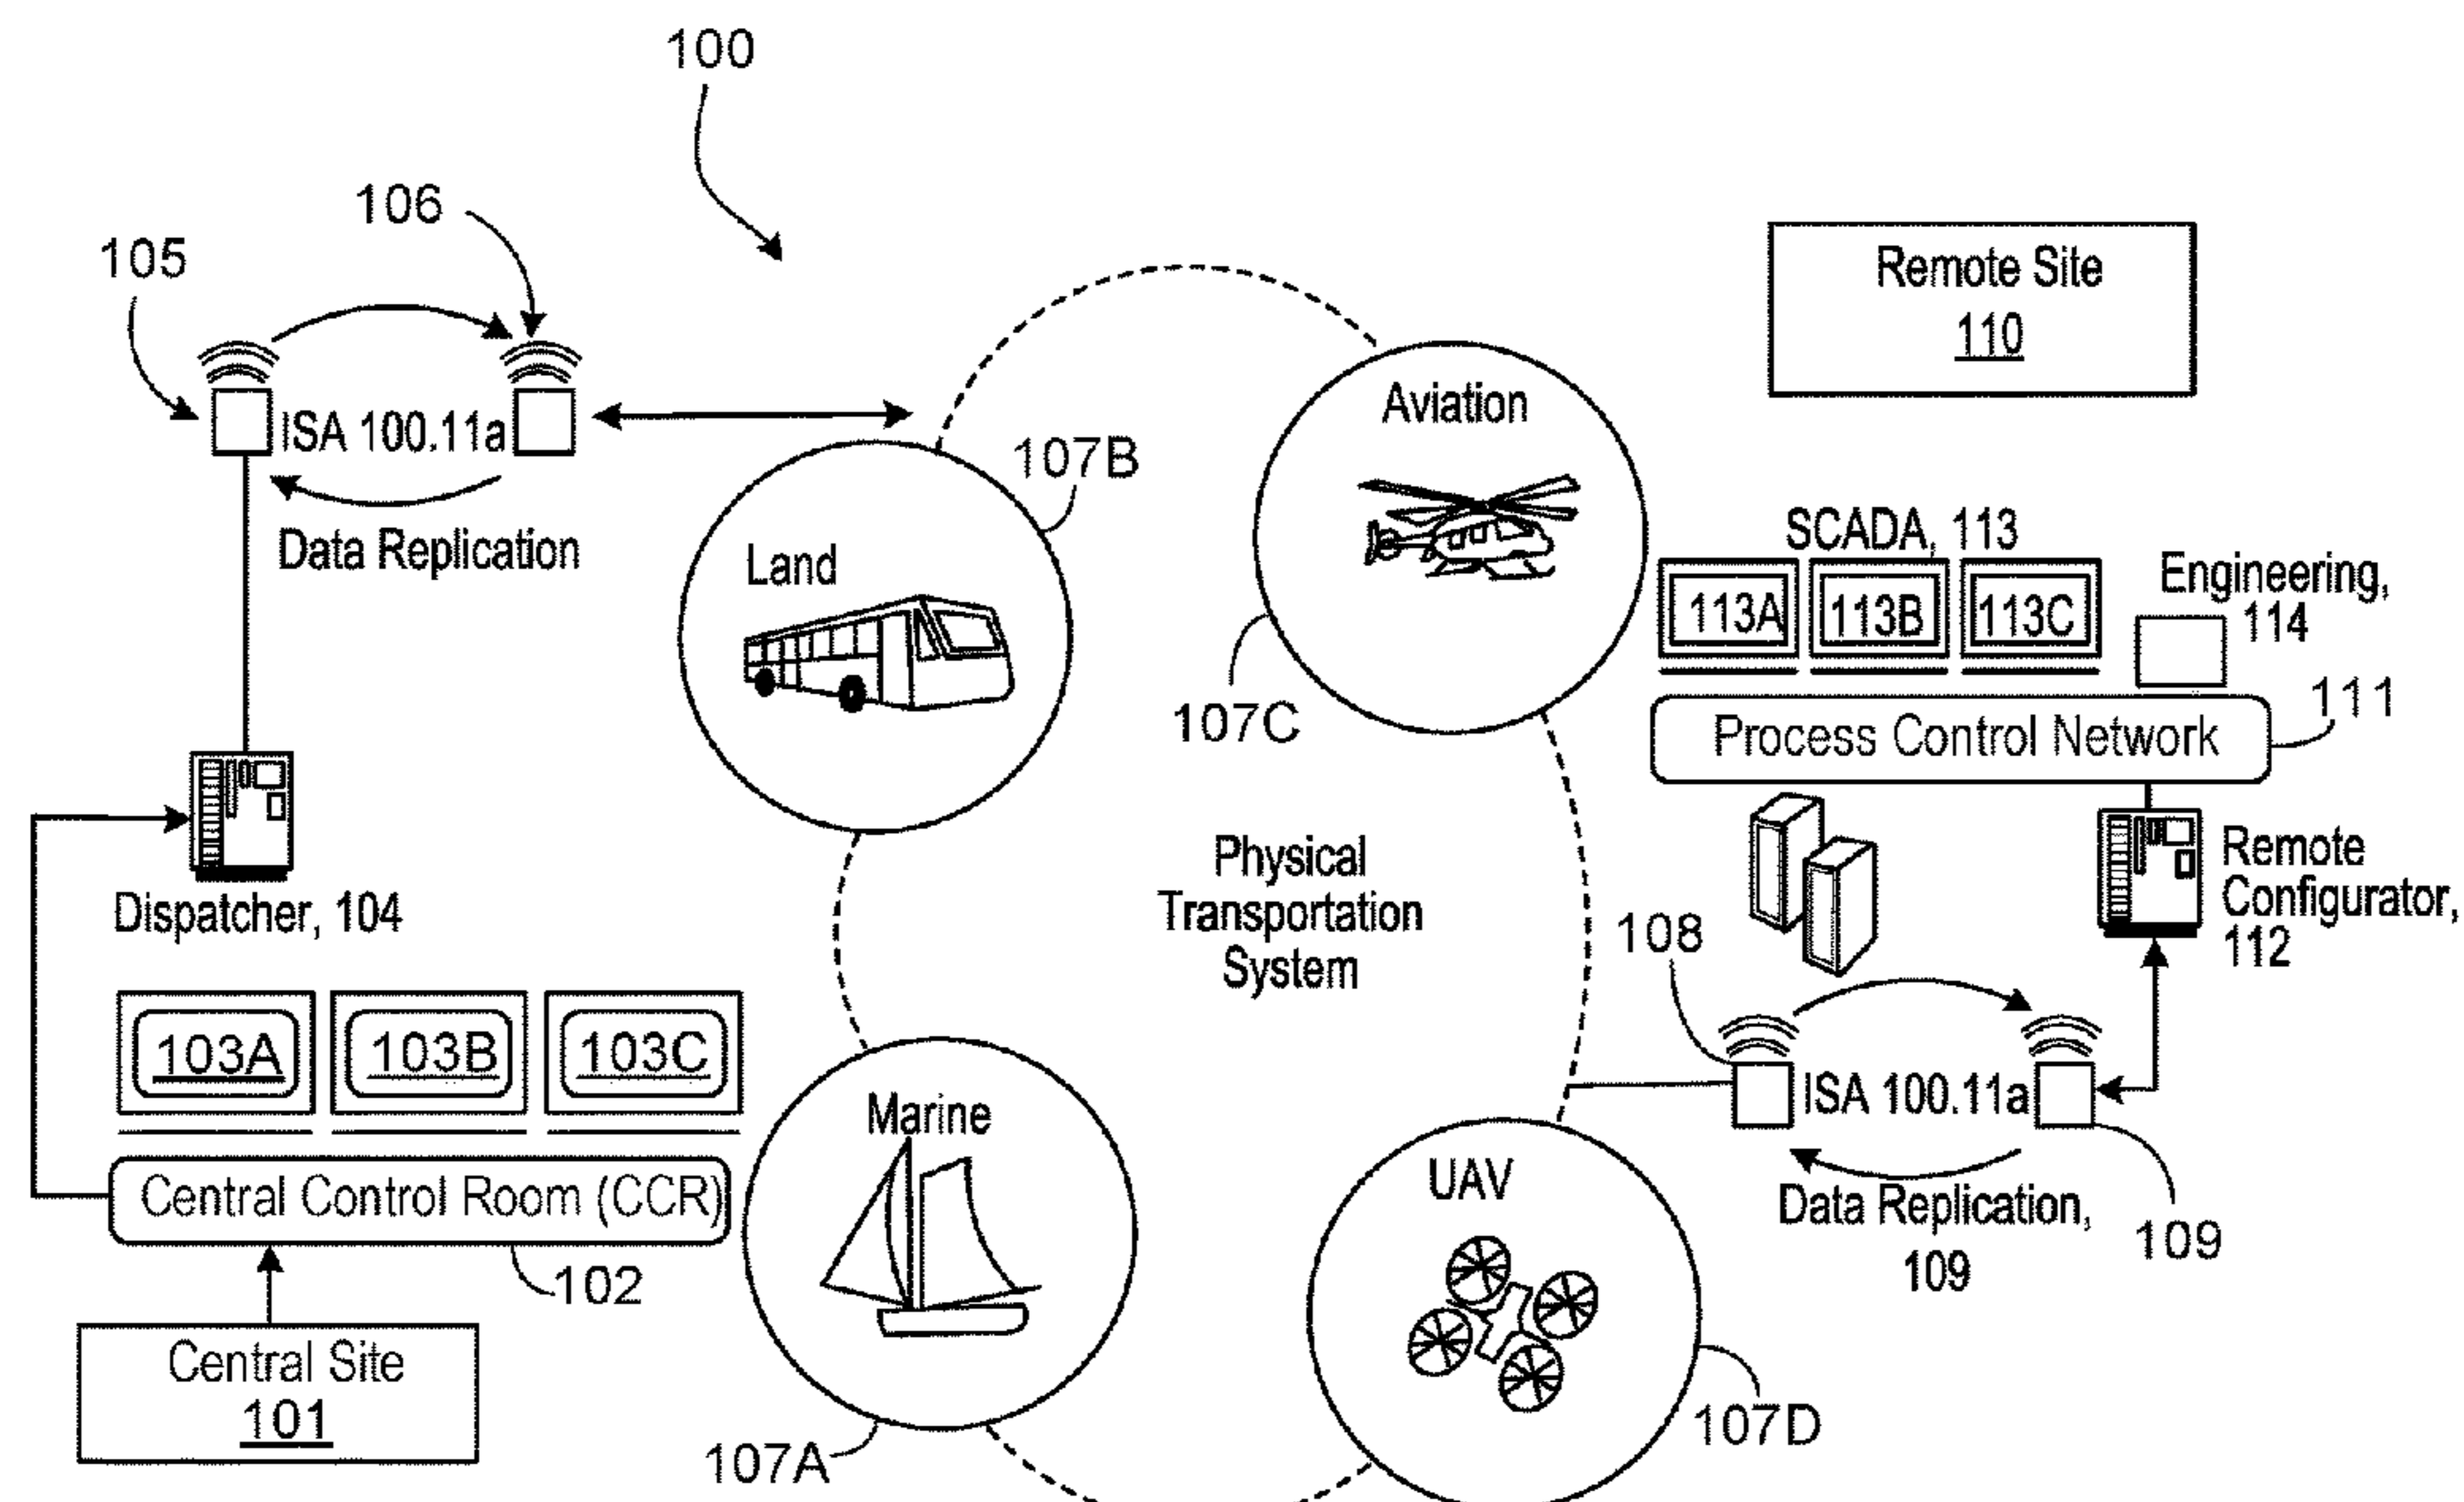 100
106
105
ISA 100.11a
Data Replication
Dispatcher, 104
103A
103B
103C
Central Control Room (CCR)
102
Central Site
101
107B
Land
Aviation
107C
Physical
Transportation
System
Marine
107A
UAV
107D
Remote Site
110
SCADA, 113
113A
113B
113C
Engineering,
114
Process Control Network
111
Remote
Configurator,
112
108
ISA 100.11a
Data Replication,
109
109